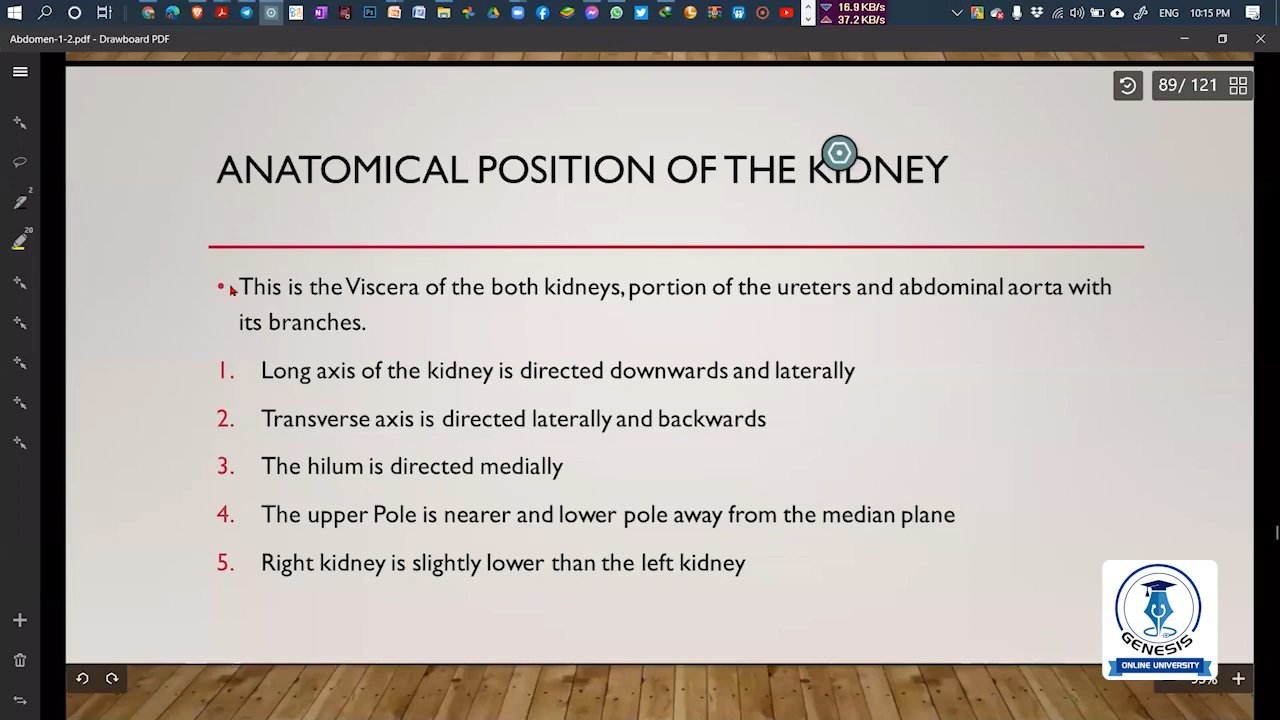 16.9 KB/s
37.2 KB/s
ENG
10:15 PM
Abdomen-1-2.pdf - Drawboard PDF
89/ 121
ANATOMICAL POSITION OF THE KIDNEY
• This is the Viscera of the both kidneys, portion of the ureters and abdominal aorta with
its branches.
1. Long axis of the kidney is directed downwards and laterally
2. Transverse axis is directed laterally and backwards
3. The hilum is directed medially
4. The upper Pole is nearer and lower pole away from the median plane
5. Right kidney is slightly lower than the left kidney
2
20
GENESIS
ONLINE UNIVERSITY